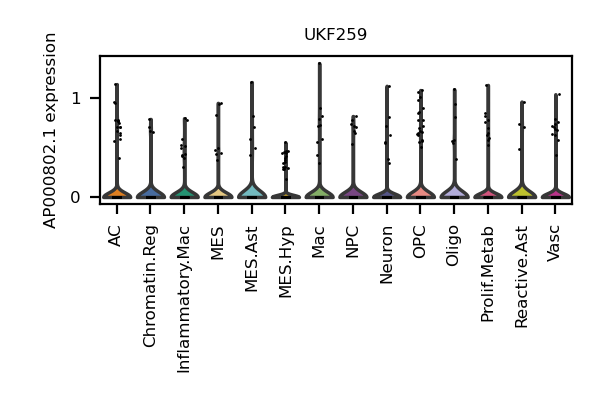 UKF259
AP000802.1 expression
1
0
AC
Chromatin.Reg
Inflammatory.Mac
MES
MES.Ast
MES.Hyp
Mac
NPC
Neuron
OPC
Oligo
Prolif.Metab
Reactive.Ast
Vasc